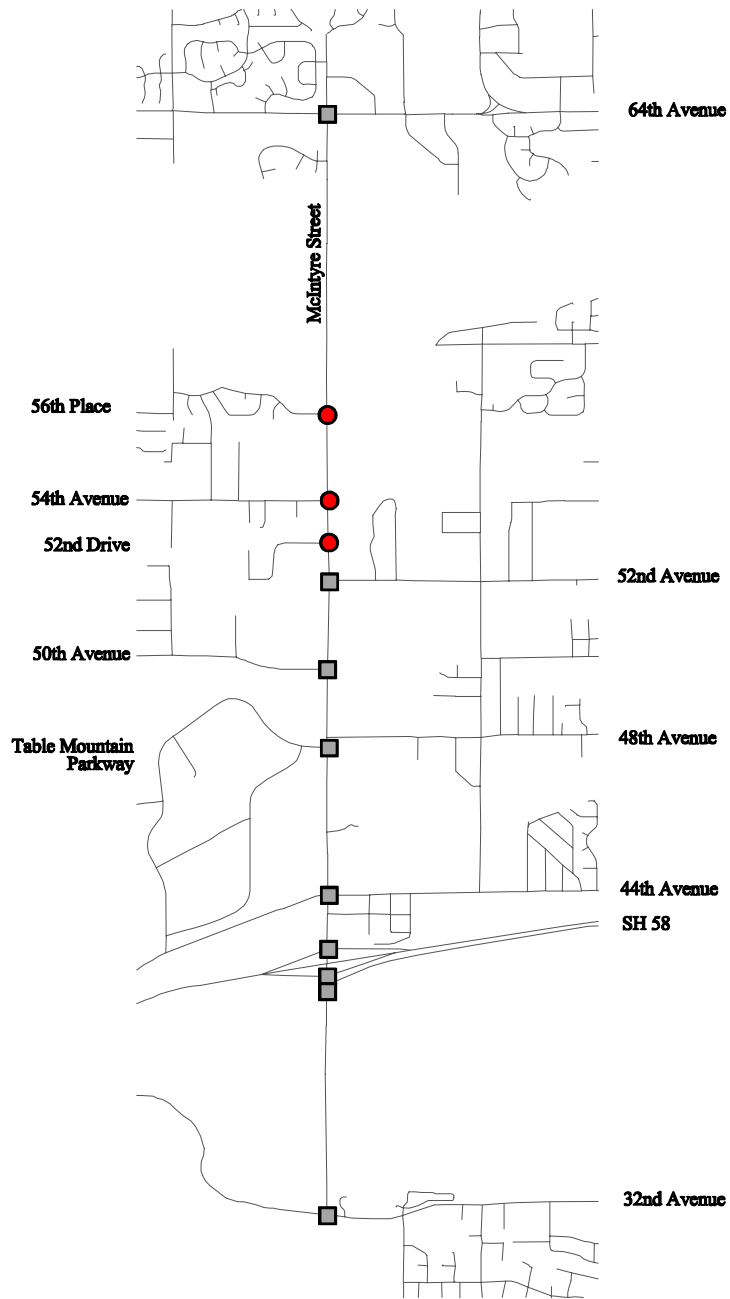 64th Avenue
McIntyre Street
56th Place
54th Avenue
52nd Drive
52nd Avenue
50th Avenue
48th Avenue
Table Mountain
Parkway
44th Avenue
SH 58
32nd Avenue